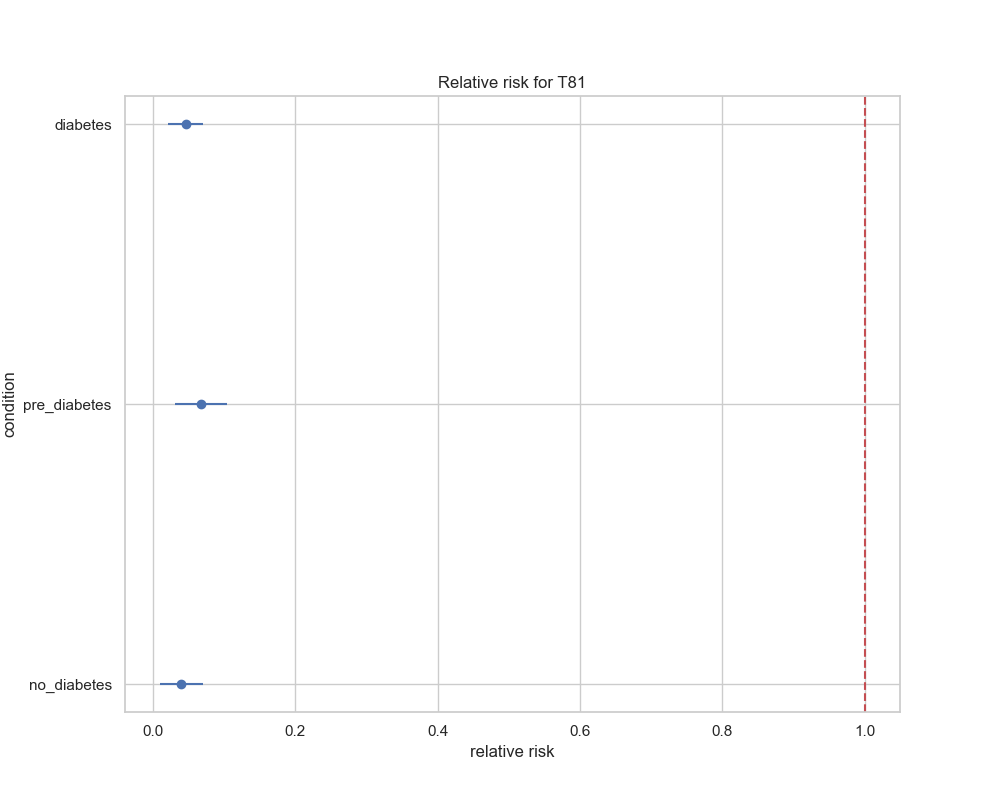 Relative risk for T81
diabetes
pre_diabetes
no_diabetes
condition
0.0 0.2 0.4 0.6 0.8 1.0
relative risk